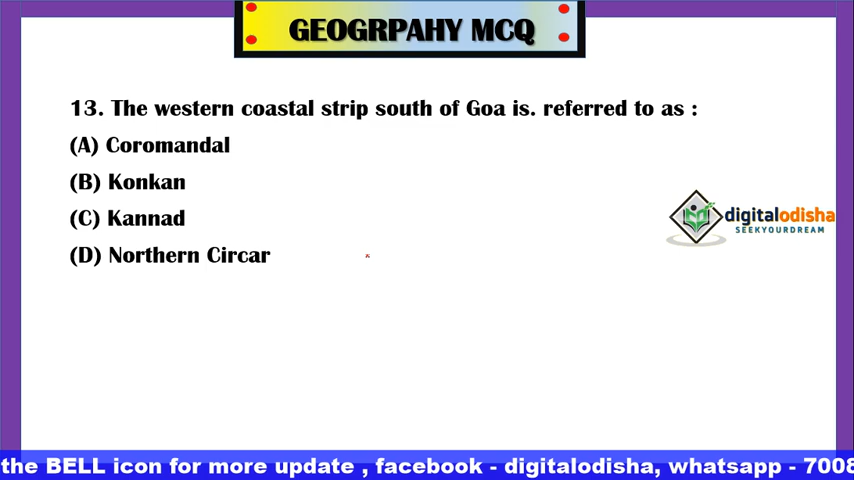 GEOGRPAHY MCQ
13. The western coastal strip south of Goa is. referred to as :
(A) Coromandal
(B) Konkan
(C) Kannad
(D) Northern Circar
digitalodisha
SEEKYOURDREAM
the BELL icon for more update , facebook - digitalodisha, whatsapp - 7008